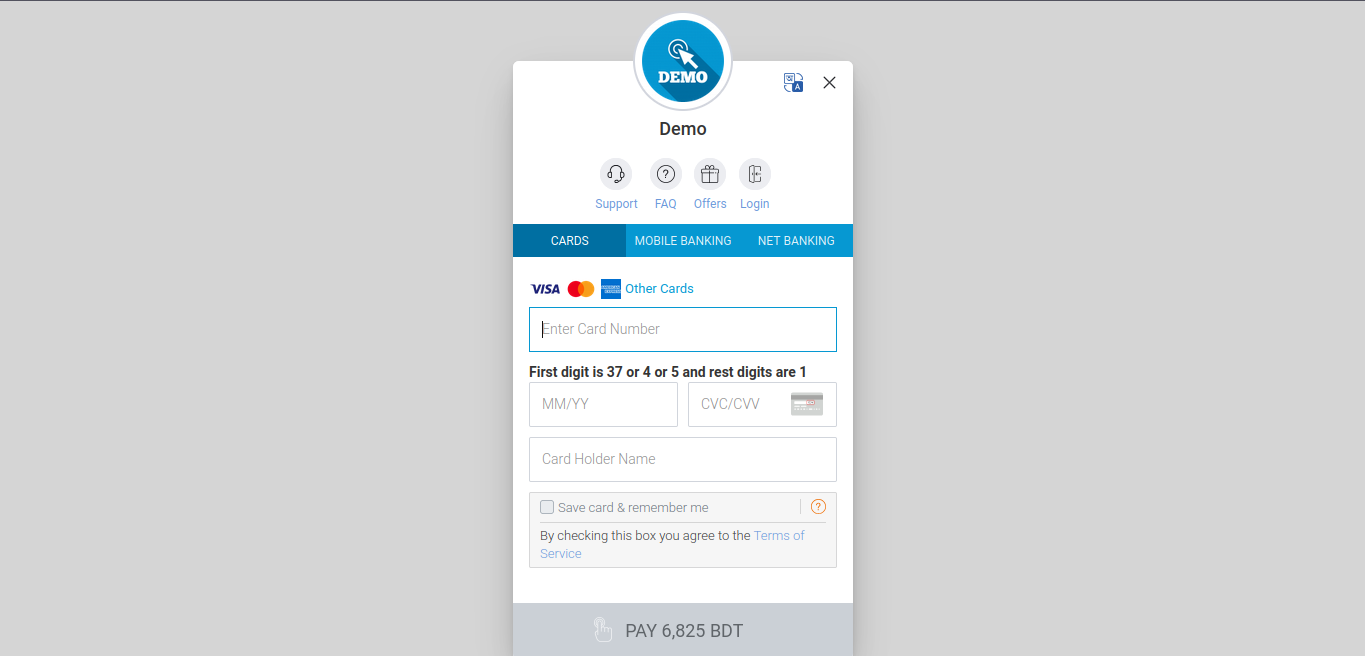 DEMO
Demo
Support FAQ Offers Login
CARDS MOBILE BANKING NET BANKING
VISA Other Cards
Enter Card Number
First digit is 37 or 4 or 5 and rest digits are 1
MM/YY CVC/CVV
Card Holder Name
Save card & remember me ?
By checking this box you agree to the Terms of
Service
PAY 6,825 BDT